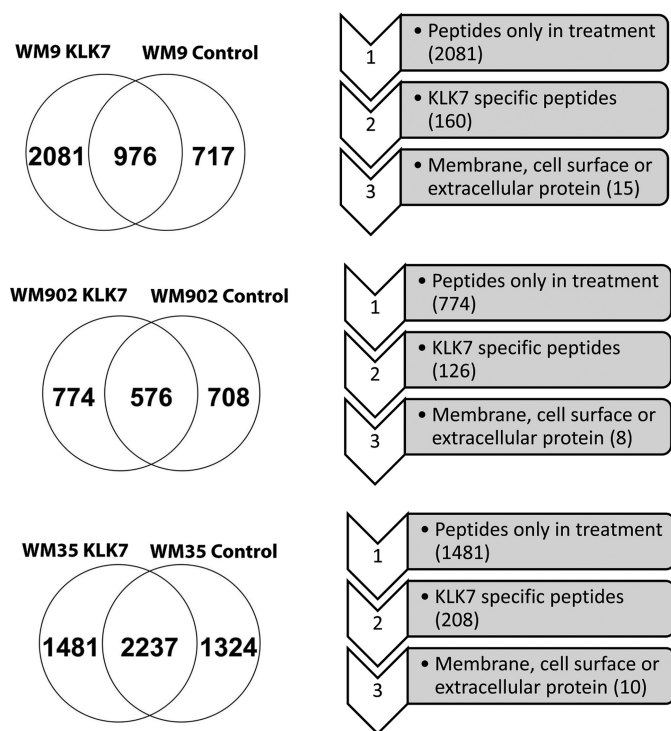 WM9 KLK7 WM9 Control
2081 976 717
1
• Peptides only in treatment
(2081)
2
• KLK7 specific peptides
(160)
3
• Membrane, cell surface or
extracellular protein (15)
WM902 KLK7 WM902 Control
774 576 708
1
• Peptides only in treatment
(774)
2
• KLK7 specific peptides
(126)
3
• Membrane, cell surface or
extracellular protein (8)
WM35 KLK7 WM35 Control
1481 2237 1324
1
• Peptides only in treatment
(1481)
2
• KLK7 specific peptides
(208)
3
• Membrane, cell surface or
extracellular protein (10)